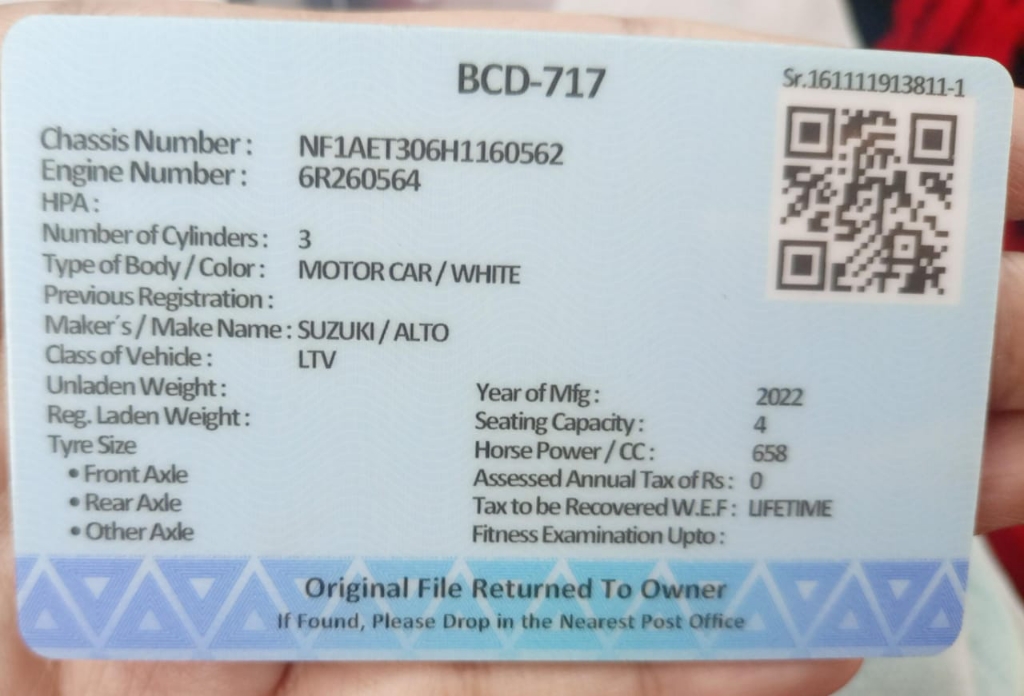 BCD-717
Sr.161111913811-1
Chassis Number : NF1AET306H1160562
Engine Number : 6R260564
HPA :
Number of Cylinders : 3
Type of Body / Color : MOTOR CAR / WHITE
Previous Registration :
Maker´s / Make Name : SUZUKI / ALTO
Class of Vehicle : LTV
Unladen Weight :
Reg. Laden Weight :
Tyre Size
• Front Axle
• Rear Axle
• Other Axle
Year of Mfg : 2022
Seating Capacity : 4
Horse Power / CC : 658
Assessed Annual Tax of Rs : 0
Tax to be Recovered W.E.F : LIFETIME
Fitness Examination Upto :
Original File Returned To Owner
If Found, Please Drop in the Nearest Post Office